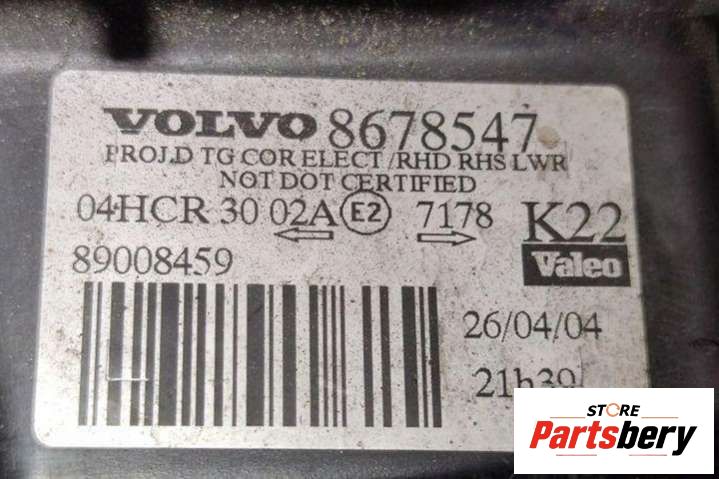 VOLVO 8678547
PROJ.D TG COR ELECT /RHD RHS LWR
NOT DOT CERTIFIED
04HCR 30 02A E2 7178 K22
89008459
Valeo
26/04/04
21h39
STORE
Partsbery